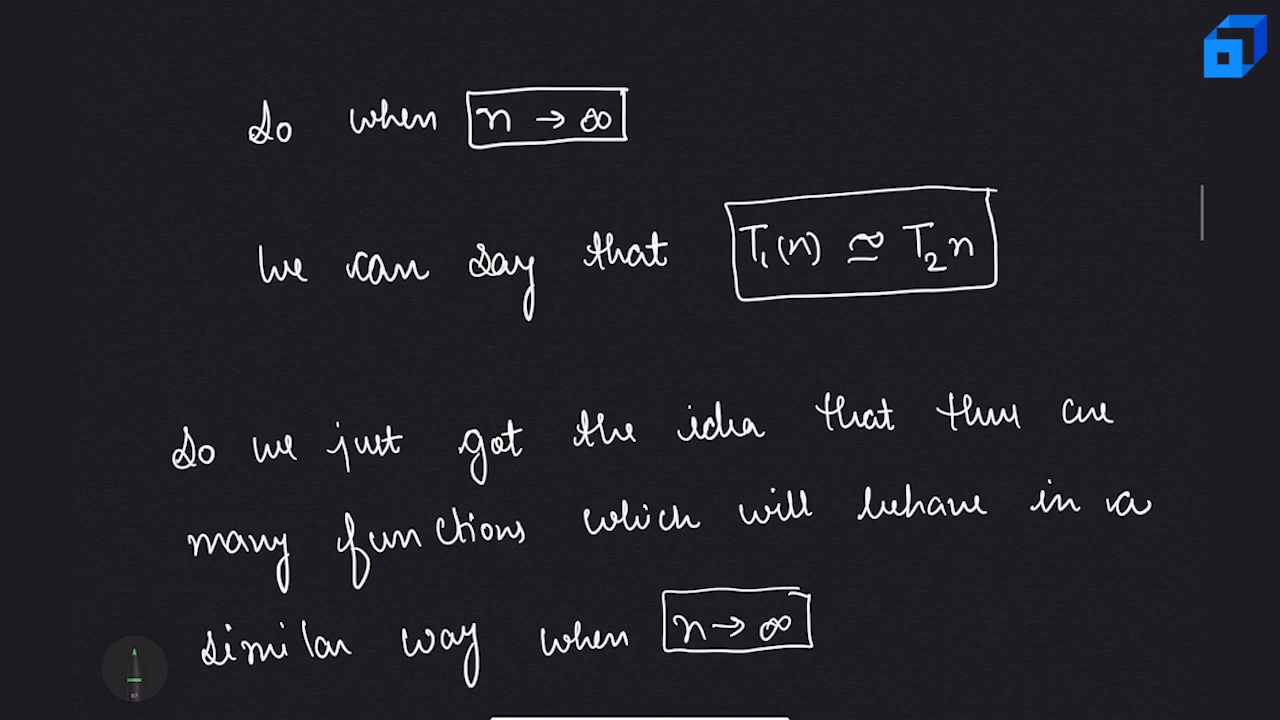 So when n → ∞
We can say that T₁(n) ≃ T₂n
So we just got the idea that there are
many functions which will behave in a
similar way when n → ∞
97